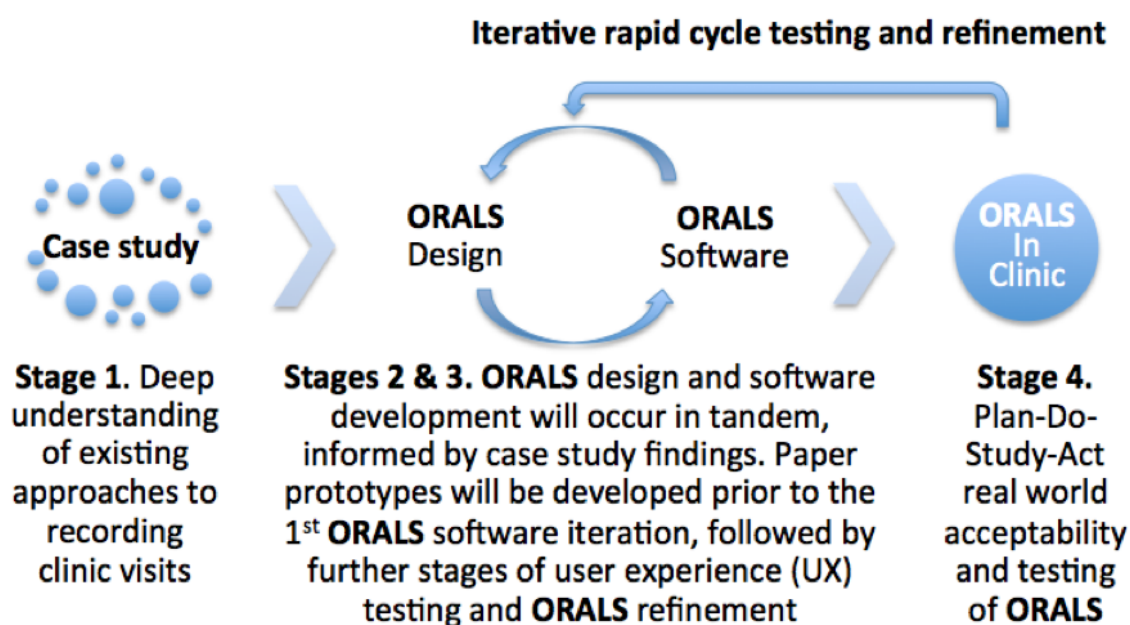 Iterative rapid cycle testing and refinement
Case study
ORALS
Design
ORALS
Software
ORALS
In
Clinic
Stage 1. Deep
understanding
of existing
approaches to
recording
clinic visits
Stages 2 & 3. ORALS design and software
development will occur in tandem,
informed by case study findings. Paper
prototypes will be developed prior to the
1st ORALS software iteration, followed by
further stages of user experience (UX)
testing and ORALS refinement
Stage 4.
Plan-Do-
Study-Act
real world
acceptability
and testing
of ORALS